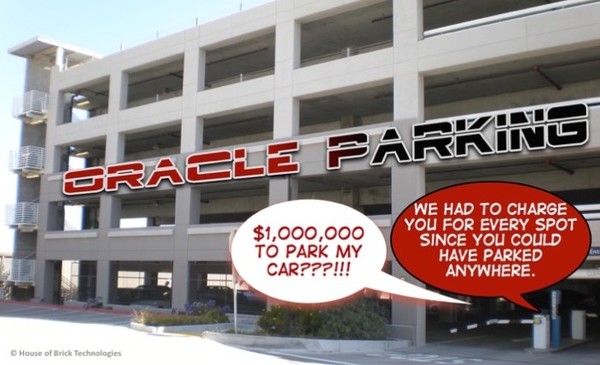 ORACLE PARKING
$1,000,000
TO PARK MY
CAR???!!!
WE HAD TO CHARGE
YOU FOR EVERY SPOT
SINCE YOU COULD
HAVE PARKED
ANYWHERE.
© House of Brick Technologies